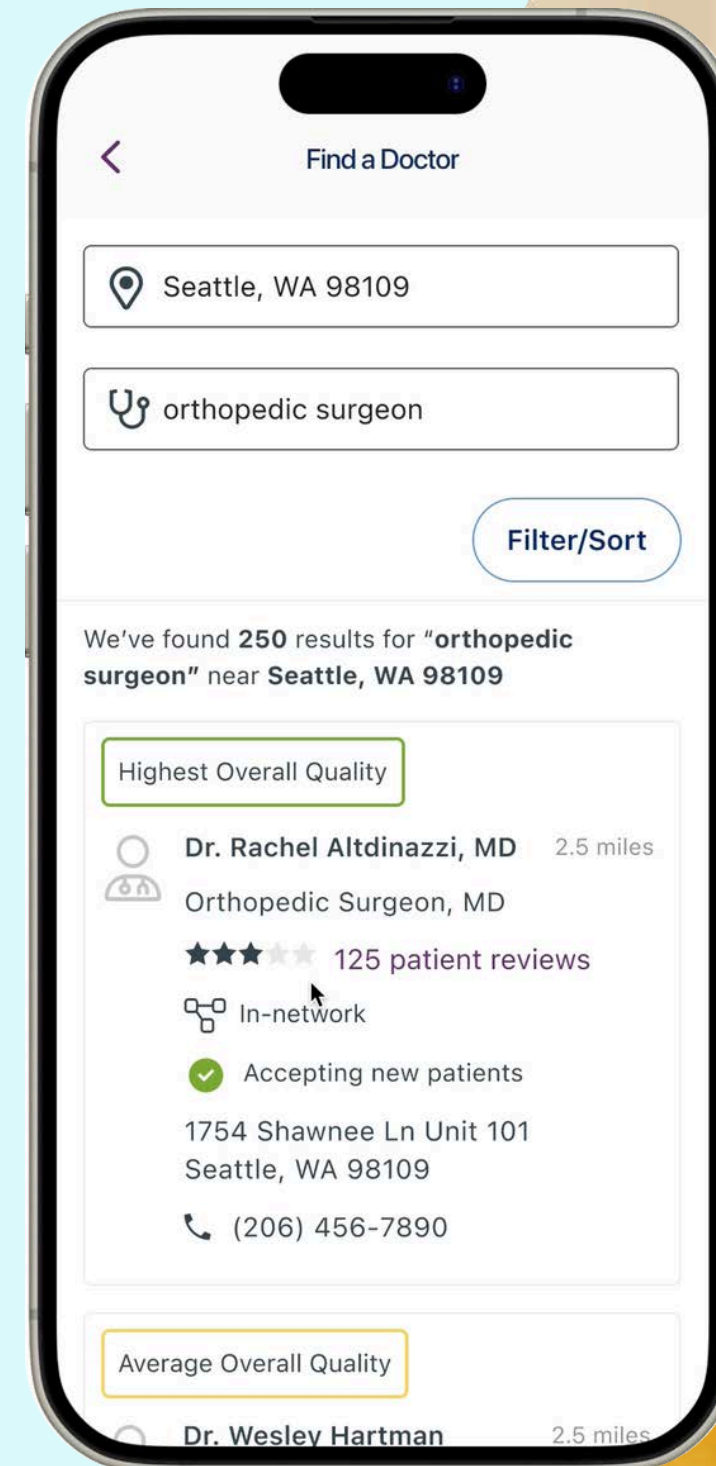 Find a Doctor
Seattle, WA 98109
orthopedic surgeon
Filter/Sort
We’ve found 250 results for “orthopedic
surgeon” near Seattle, WA 98109
Highest Overall Quality
Dr. Rachel Altdinazzi, MD 2.5 miles
Orthopedic Surgeon, MD
125 patient reviews
In-network
Accepting new patients
1754 Shawnee Ln Unit 101
Seattle, WA 98109
(206) 456-7890
Average Overall Quality
Dr. Wesley Hartman 2.5 miles